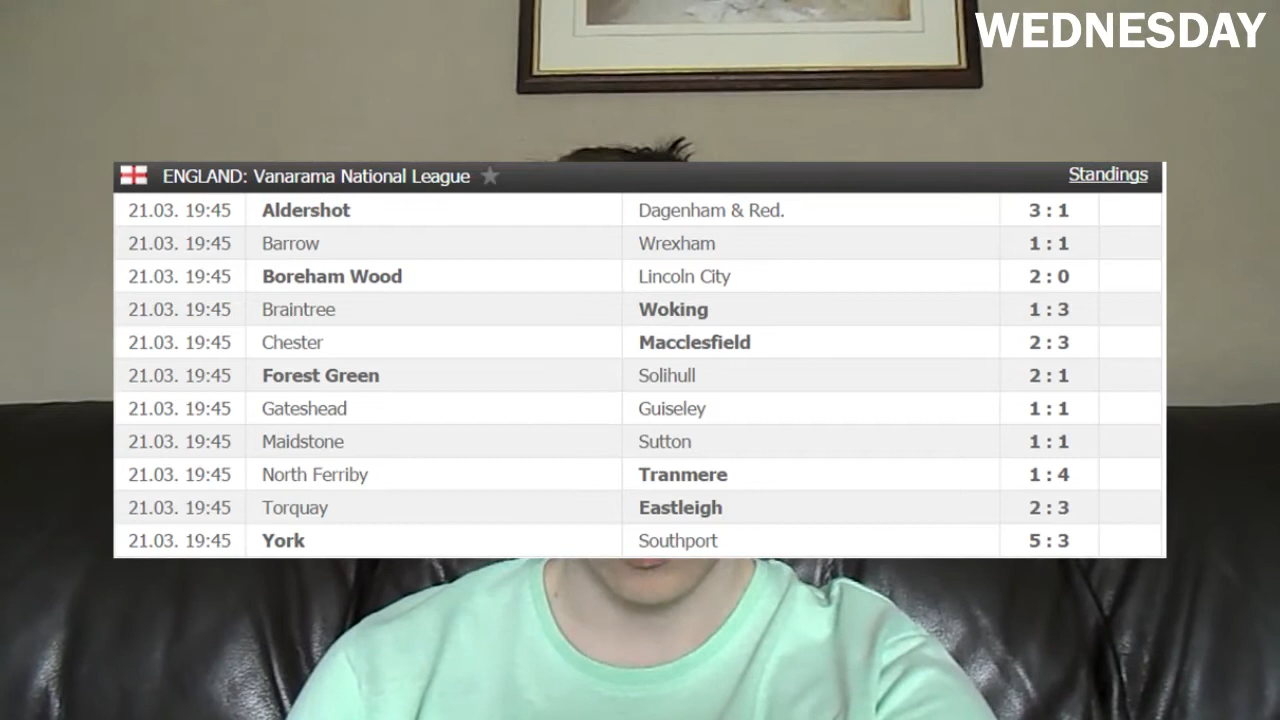 WEDNESDAY
ENGLAND: Vanarama National League Standings
21.03. 19:45 Aldershot Dagenham & Red. 3 : 1
21.03. 19:45 Barrow Wrexham 1 : 1
21.03. 19:45 Boreham Wood Lincoln City 2 : 0
21.03. 19:45 Braintree Woking 1 : 3
21.03. 19:45 Chester Macclesfield 2 : 3
21.03. 19:45 Forest Green Solihull 2 : 1
21.03. 19:45 Gateshead Guiseley 1 : 1
21.03. 19:45 Maidstone Sutton 1 : 1
21.03. 19:45 North Ferriby Tranmere 1 : 4
21.03. 19:45 Torquay Eastleigh 2 : 3
21.03. 19:45 York Southport 5 : 3